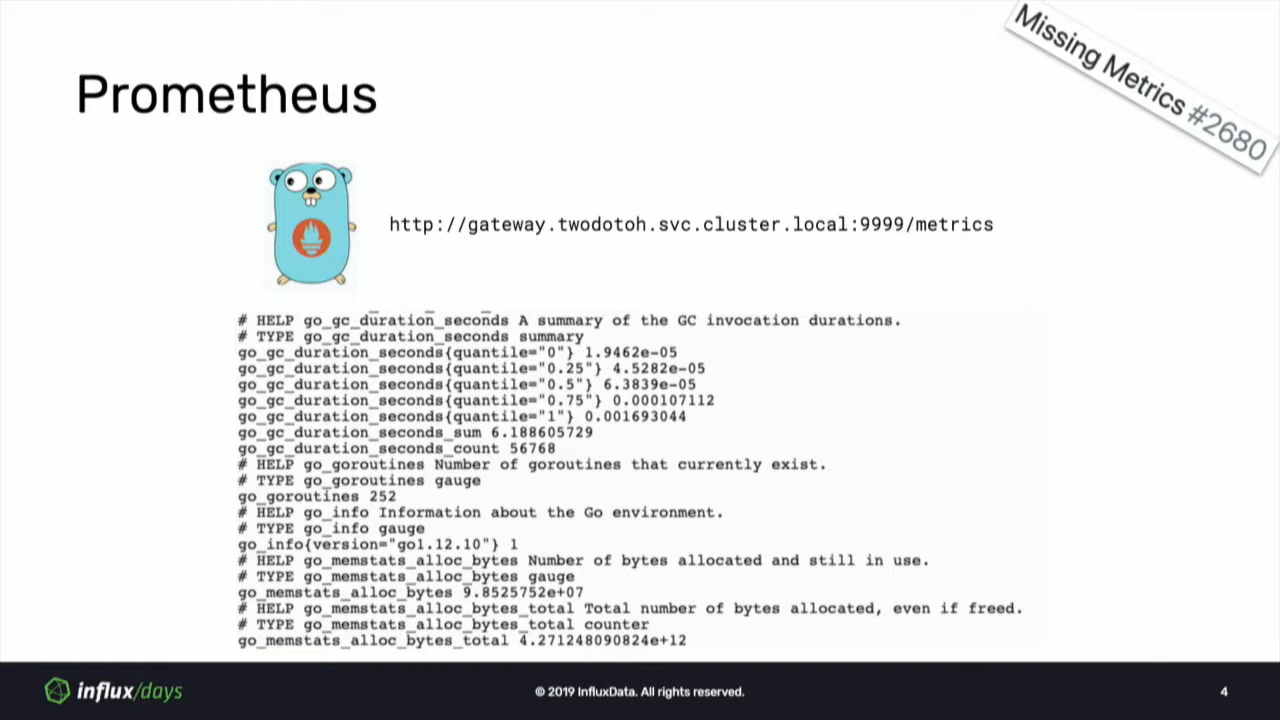 Missing Metrics #2680
Prometheus
http://gateway.twodotoh.svc.cluster.local:9999/metrics
# HELP go_gc_duration_seconds A summary of the GC invocation durations.
# TYPE go_gc_duration_seconds summary
go_gc_duration_seconds{quantile="0"} 1.9462e-05
go_gc_duration_seconds{quantile="0.25"} 4.5282e-05
go_gc_duration_seconds{quantile="0.5"} 6.3839e-05
go_gc_duration_seconds{quantile="0.75"} 0.000107112
go_gc_duration_seconds{quantile="1"} 0.001693044
go_gc_duration_seconds_sum 6.188605729
go_gc_duration_seconds_count 56768
# HELP go_goroutines Number of goroutines that currently exist.
# TYPE go_goroutines gauge
go_goroutines 252
# HELP go_info Information about the Go environment.
# TYPE go_info gauge
go_info{version="go1.12.10"} 1
# HELP go_memstats_alloc_bytes Number of bytes allocated and still in use.
# TYPE go_memstats_alloc_bytes gauge
go_memstats_alloc_bytes 9.8525752e+07
# HELP go_memstats_alloc_bytes_total Total number of bytes allocated, even if freed.
# TYPE go_memstats_alloc_bytes_total counter
go_memstats_alloc_bytes_total 4.271248090824e+12
influx/days
© 2019 InfluxData. All rights reserved.
4